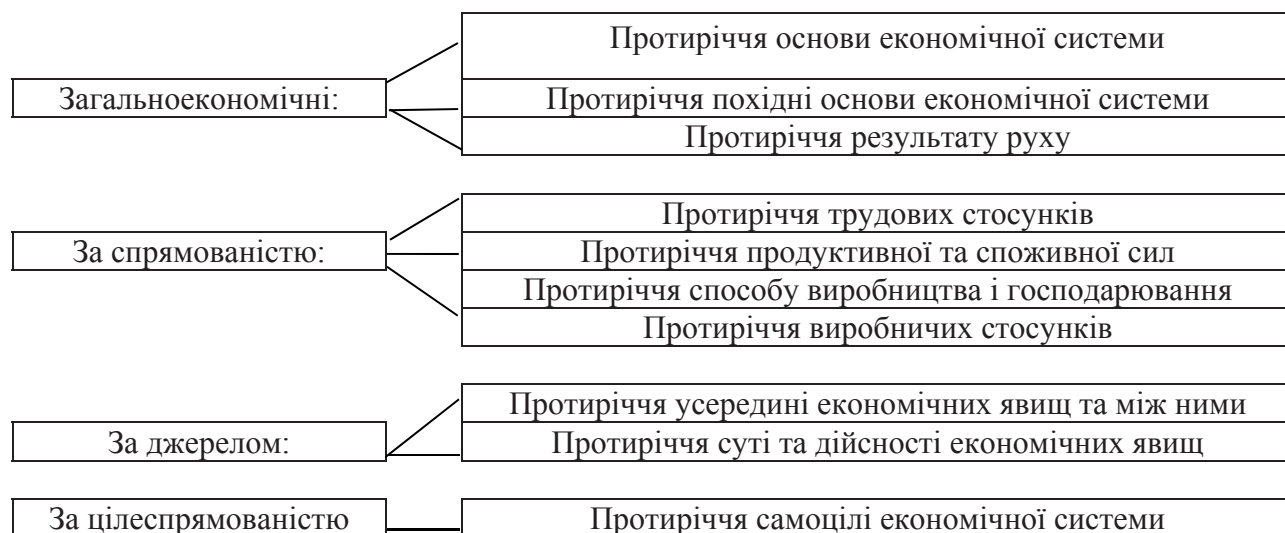 Загальноекономічні:
Протиріччя основи економічної системи
Протиріччя похідні основи економічної системи
Протиріччя результату руху
За спрямованістю:
Протиріччя трудових стосунків
Протиріччя продуктивної та споживної сил
Протиріччя способу виробництва і господарювання
Протиріччя виробничих стосунків
За джерелом:
Протиріччя усередині економічних явищ та між ними
Протиріччя суті та дійсності економічних явищ
За цілеспрямованістю
Протиріччя самоцілі економічної системи